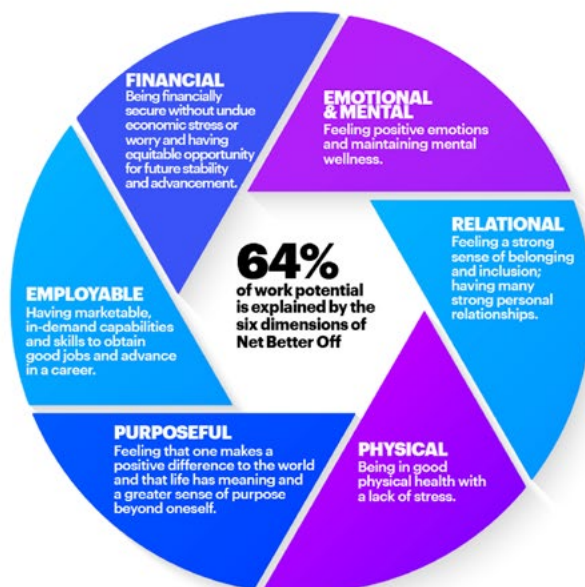 FINANCIAL
Being financially
secure without undue
economic stress or
worry and having
equitable opportunity
for future stability
and advancement.
EMOTIONAL
& MENTAL
Feeling positive emotions
and maintaining mental
wellness.
RELATIONAL
Feeling a strong
sense of belonging
and inclusion;
having many
strong personal
relationships.
PHYSICAL
Being in good
physical health with
a lack of stress.
PURPOSEFUL
Feeling that one makes a
positive difference to the world
and that life has meaning and
a greater sense of purpose
beyond oneself.
EMPLOYABLE
Having marketable,
in-demand capabilities
and skills to obtain
good jobs and advance
in a career.
64%
of work potential
is explained by the
six dimensions of
Net Better Off